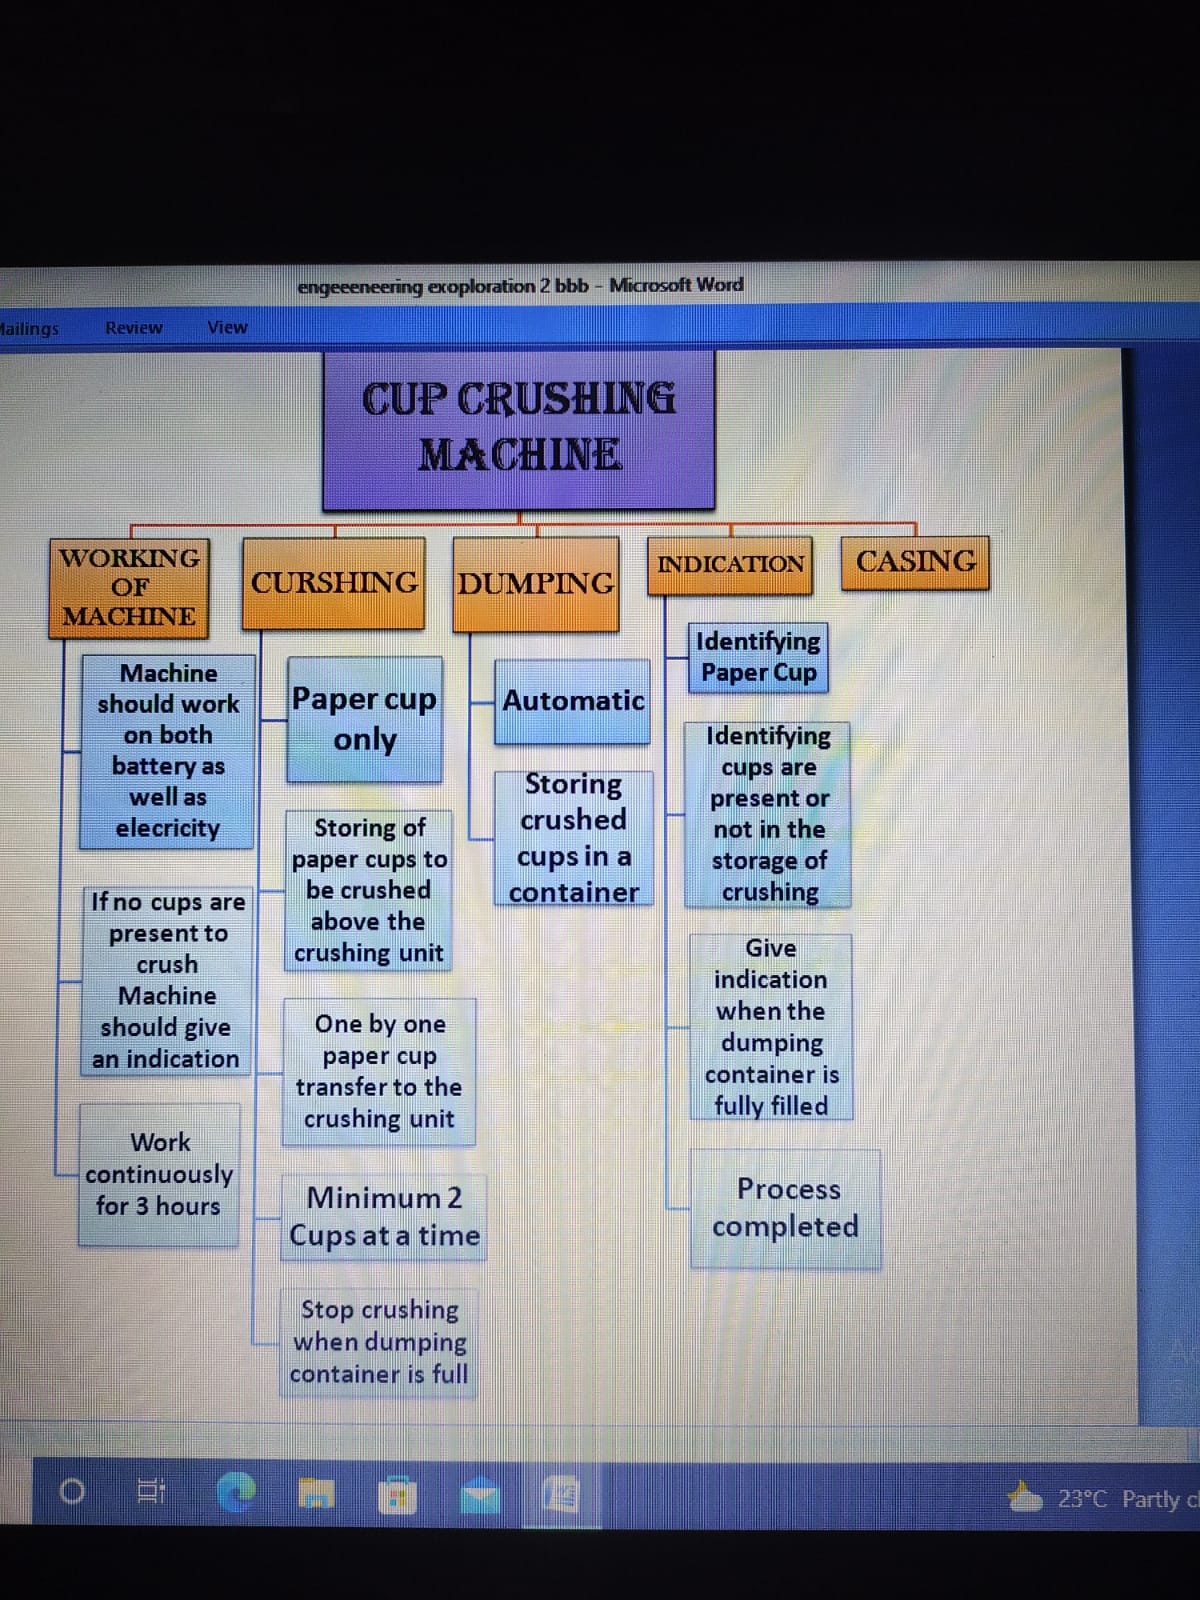 engeeeneering exoploration 2 bbb - Microsoft Word
Mailings Review View
CUP CRUSHING
MACHINE
WORKING
OF
MACHINE
Machine
should work
on both
battery as
well as
elecricity
If no cups are
present to
crush
Machine
should give
an indication
Work
continuously
for 3 hours
CURSHING
Paper cup
only
Storing of
paper cups to
be crushed
above the
crushing unit
One by one
paper cup
transfer to the
crushing unit
Minimum 2
Cups at a time
Stop crushing
when dumping
container is full
DUMPING
Automatic
Storing
crushed
cups in a
container
INDICATION
Identifying
Paper Cup
Identifying
cups are
present or
not in the
storage of
crushing
Give
indication
when the
dumping
container is
fully filled
Process
completed
CASING
23°C Partly